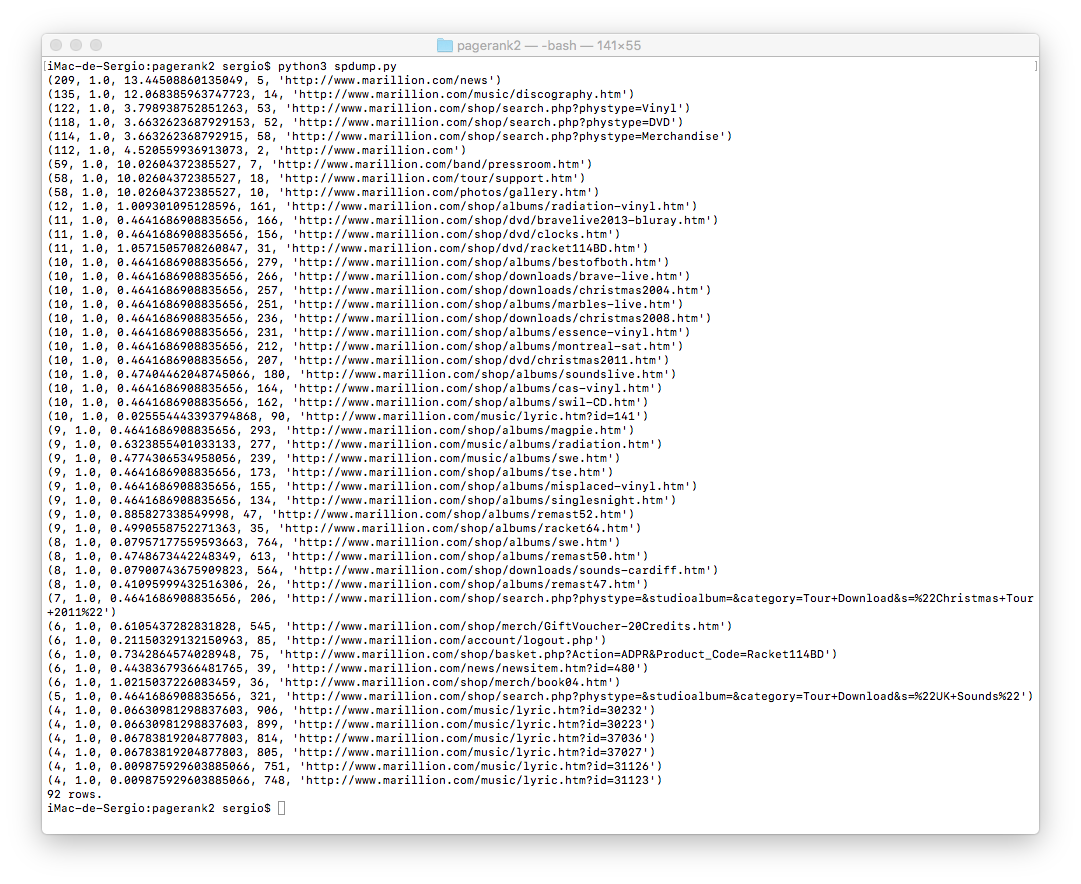 pagerank2 — -bash — 141×55
iMac-de-Sergio:pagerank2 sergio$ python3 spdump.py
(209, 1.0, 13.44508860135049, 5, 'http://www.marillion.com/news')
(135, 1.0, 12.068385963747723, 14, 'http://www.marillion.com/music/discography.htm')
(122, 1.0, 3.798938752851263, 53, 'http://www.marillion.com/shop/search.php?phystype=Vinyl')
(118, 1.0, 3.6632623687929153, 52, 'http://www.marillion.com/shop/search.php?phystype=DVD')
(114, 1.0, 3.663262368792915, 58, 'http://www.marillion.com/shop/search.php?phystype=Merchandise')
(112, 1.0, 4.520559936913073, 2, 'http://www.marillion.com')
(59, 1.0, 10.02604372385527, 7, 'http://www.marillion.com/band/pressroom.htm')
(58, 1.0, 10.02604372385527, 18, 'http://www.marillion.com/tour/support.htm')
(58, 1.0, 10.02604372385527, 10, 'http://www.marillion.com/photos/gallery.htm')
(12, 1.0, 1.009301095128596, 161, 'http://www.marillion.com/shop/albums/radiation-vinyl.htm')
(11, 1.0, 0.4641686908835656, 166, 'http://www.marillion.com/shop/dvd/bravelive2013-bluray.htm')
(11, 1.0, 0.4641686908835656, 156, 'http://www.marillion.com/shop/dvd/clocks.htm')
(11, 1.0, 1.0571505708260847, 31, 'http://www.marillion.com/shop/dvd/racket114BD.htm')
(10, 1.0, 0.4641686908835656, 279, 'http://www.marillion.com/shop/albums/bestofboth.htm')
(10, 1.0, 0.4641686908835656, 266, 'http://www.marillion.com/shop/downloads/brave-live.htm')
(10, 1.0, 0.4641686908835656, 257, 'http://www.marillion.com/shop/downloads/christmas2004.htm')
(10, 1.0, 0.4641686908835656, 251, 'http://www.marillion.com/shop/albums/marbles-live.htm')
(10, 1.0, 0.4641686908835656, 236, 'http://www.marillion.com/shop/downloads/christmas2008.htm')
(10, 1.0, 0.4641686908835656, 231, 'http://www.marillion.com/shop/albums/essence-vinyl.htm')
(10, 1.0, 0.4641686908835656, 212, 'http://www.marillion.com/shop/albums/montreal-sat.htm')
(10, 1.0, 0.4641686908835656, 207, 'http://www.marillion.com/shop/dvd/christmas2011.htm')
(10, 1.0, 0.47404462048745066, 180, 'http://www.marillion.com/shop/albums/soundslive.htm')
(10, 1.0, 0.4641686908835656, 164, 'http://www.marillion.com/shop/albums/cas-vinyl.htm')
(10, 1.0, 0.4641686908835656, 162, 'http://www.marillion.com/shop/albums/swil-CD.htm')
(10, 1.0, 0.025554443393794868, 90, 'http://www.marillion.com/music/lyric.htm?id=141')
(9, 1.0, 0.4641686908835656, 293, 'http://www.marillion.com/shop/albums/magpie.htm')
(9, 1.0, 0.6323855401033133, 277, 'http://www.marillion.com/music/albums/radiation.htm')
(9, 1.0, 0.4774306534958056, 239, 'http://www.marillion.com/music/albums/swe.htm')
(9, 1.0, 0.4641686908835656, 173, 'http://www.marillion.com/shop/albums/tse.htm')
(9, 1.0, 0.4641686908835656, 155, 'http://www.marillion.com/shop/albums/misplaced-vinyl.htm')
(9, 1.0, 0.4641686908835656, 134, 'http://www.marillion.com/shop/albums/singlesnight.htm')
(9, 1.0, 0.885827338549998, 47, 'http://www.marillion.com/shop/albums/remast52.htm')
(9, 1.0, 0.4990558752271363, 35, 'http://www.marillion.com/shop/albums/racket64.htm')
(8, 1.0, 0.07957177559593663, 764, 'http://www.marillion.com/shop/albums/swe.htm')
(8, 1.0, 0.4748673442248349, 613, 'http://www.marillion.com/shop/albums/remast50.htm')
(8, 1.0, 0.07900743675909823, 564, 'http://www.marillion.com/shop/downloads/sounds-cardiff.htm')
(8, 1.0, 0.41095999432516306, 26, 'http://www.marillion.com/shop/albums/remast47.htm')
(7, 1.0, 0.4641686908835656, 206, 'http://www.marillion.com/shop/search.php?phystype=&studioalbum=&category=Tour+Download&s=%22Christmas+Tour
+2011%22')
(6, 1.0, 0.6105437282831828, 545, 'http://www.marillion.com/shop/merch/GiftVoucher-20Credits.htm')
(6, 1.0, 0.21150329132150963, 85, 'http://www.marillion.com/account/logout.php')
(6, 1.0, 0.7342864574028948, 75, 'http://www.marillion.com/shop/basket.php?Action=ADPR&Product_Code=Racket114BD')
(6, 1.0, 0.44383679366481765, 39, 'http://www.marillion.com/news/newsitem.htm?id=480')
(6, 1.0, 1.0215037226083459, 36, 'http://www.marillion.com/shop/merch/book04.htm')
(5, 1.0, 0.4641686908835656, 321, 'http://www.marillion.com/shop/search.php?phystype=&studioalbum=&category=Tour+Download&s=%22UK+Sounds%22')
(4, 1.0, 0.06630981298837603, 906, 'http://www.marillion.com/music/lyric.htm?id=30232')
(4, 1.0, 0.06630981298837603, 899, 'http://www.marillion.com/music/lyric.htm?id=30223')
(4, 1.0, 0.06783819204877803, 814, 'http://www.marillion.com/music/lyric.htm?id=37036')
(4, 1.0, 0.06783819204877803, 805, 'http://www.marillion.com/music/lyric.htm?id=37027')
(4, 1.0, 0.009875929603885066, 751, 'http://www.marillion.com/music/lyric.htm?id=31126')
(4, 1.0, 0.009875929603885066, 748, 'http://www.marillion.com/music/lyric.htm?id=31123')
92 rows.
iMac-de-Sergio:pagerank2 sergio$